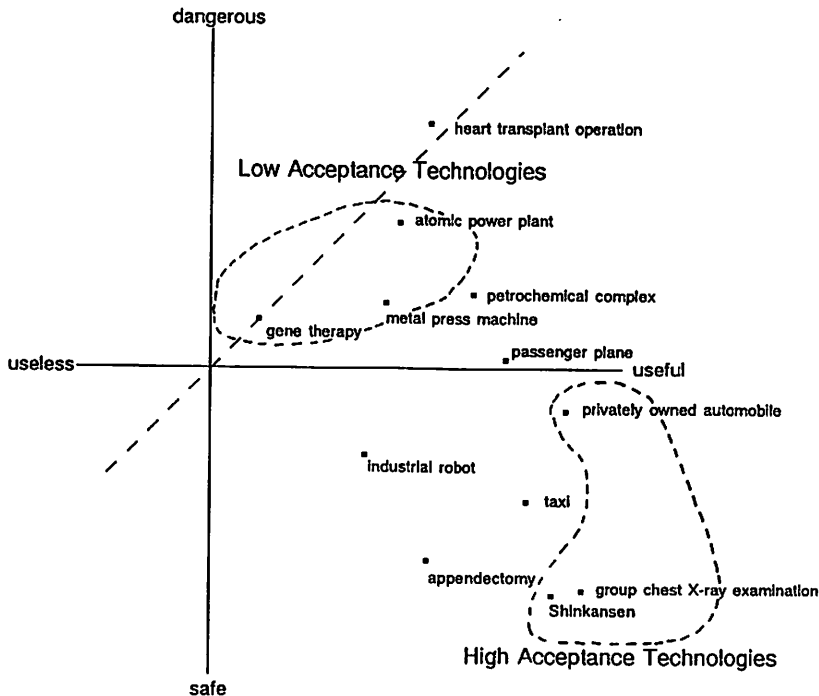 dangerous
heart transplant operation
Low Acceptance Technologies
atomic power plant
petrochemical complex
metal press machine
gene therapy
passenger plane
useless
useful
privately owned automobile
industrial robot
taxi
appendectomy
group chest X-ray examination
Shinkansen
High Acceptance Technologies
safe